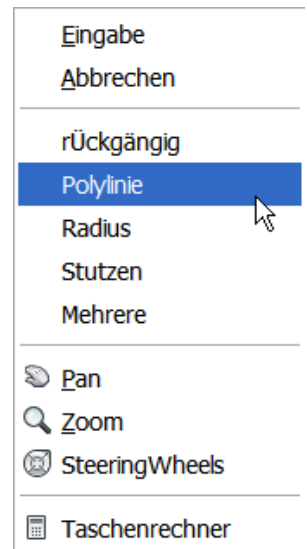 Eingabe
Abbrechen
rÜckgängig
Polylinie
Radius
Stutzen
Mehrere
Pan
Zoom
SteeringWheels
Taschenrechner